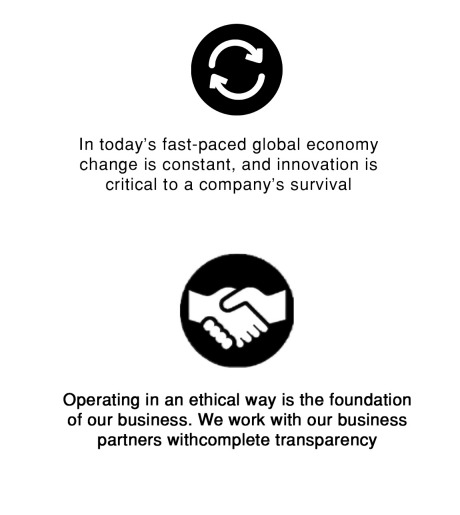 In today's fast-paced global economy
change is constant, and innovation is
critical to a company's survival
Operating in an ethical way is the foundation
of our business. We work with our business
partners withcomplete transparency